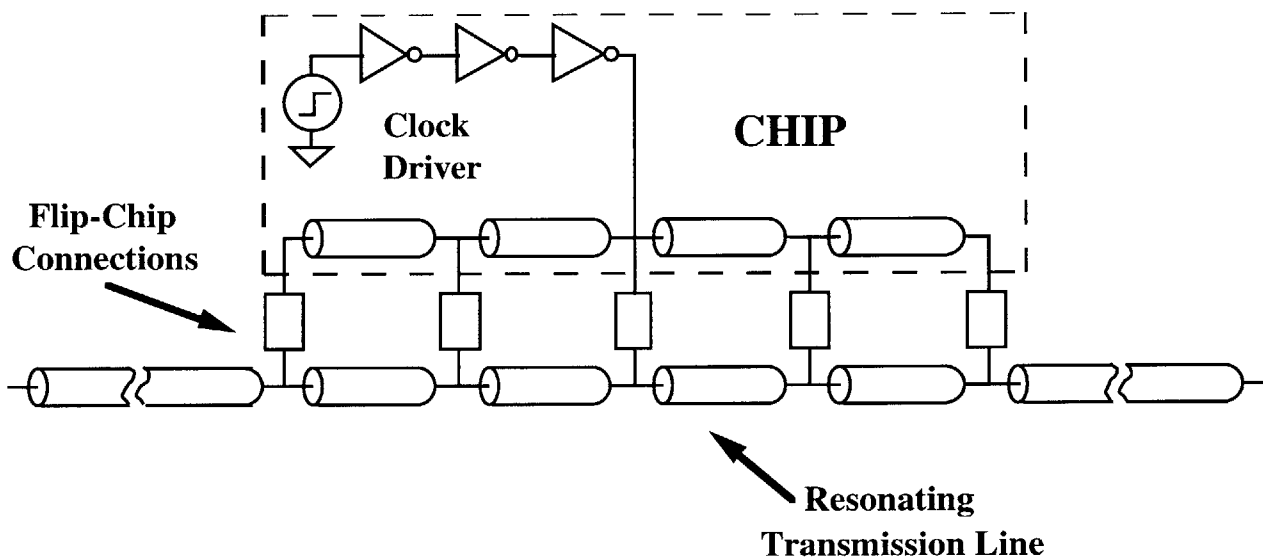 Clock
Driver
CHIP
Flip-Chip
Connections
Resonating
Transmission Line